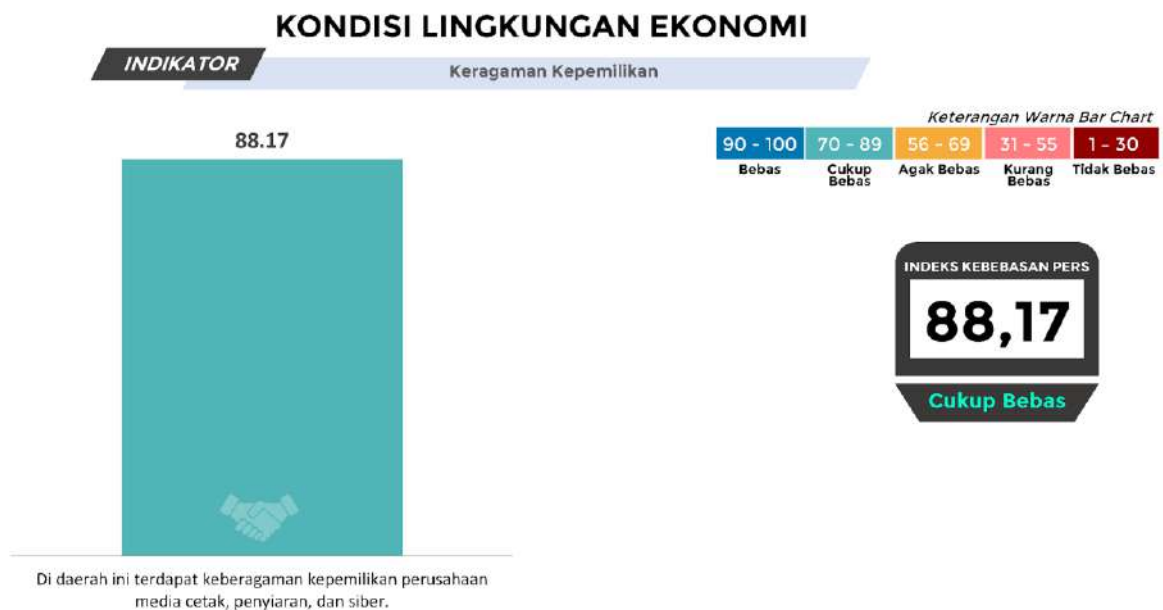 KONDISI LINGKUNGAN EKONOMI
INDIKATOR
Keragaman Kepemilikan
Keterangan Warna Bar Chart
90 - 100 70 - 89 56 - 69 31 - 55 1 - 30
Bebas Cukup Bebas Agak Bebas Kurang Bebas Tidak Bebas
88.17
INDEKS KEBEBASAN PERS
88,17
Cukup Bebas
Di daerah ini terdapat keberagaman kepemilikan perusahaan
media cetak, penyiaran, dan siber.